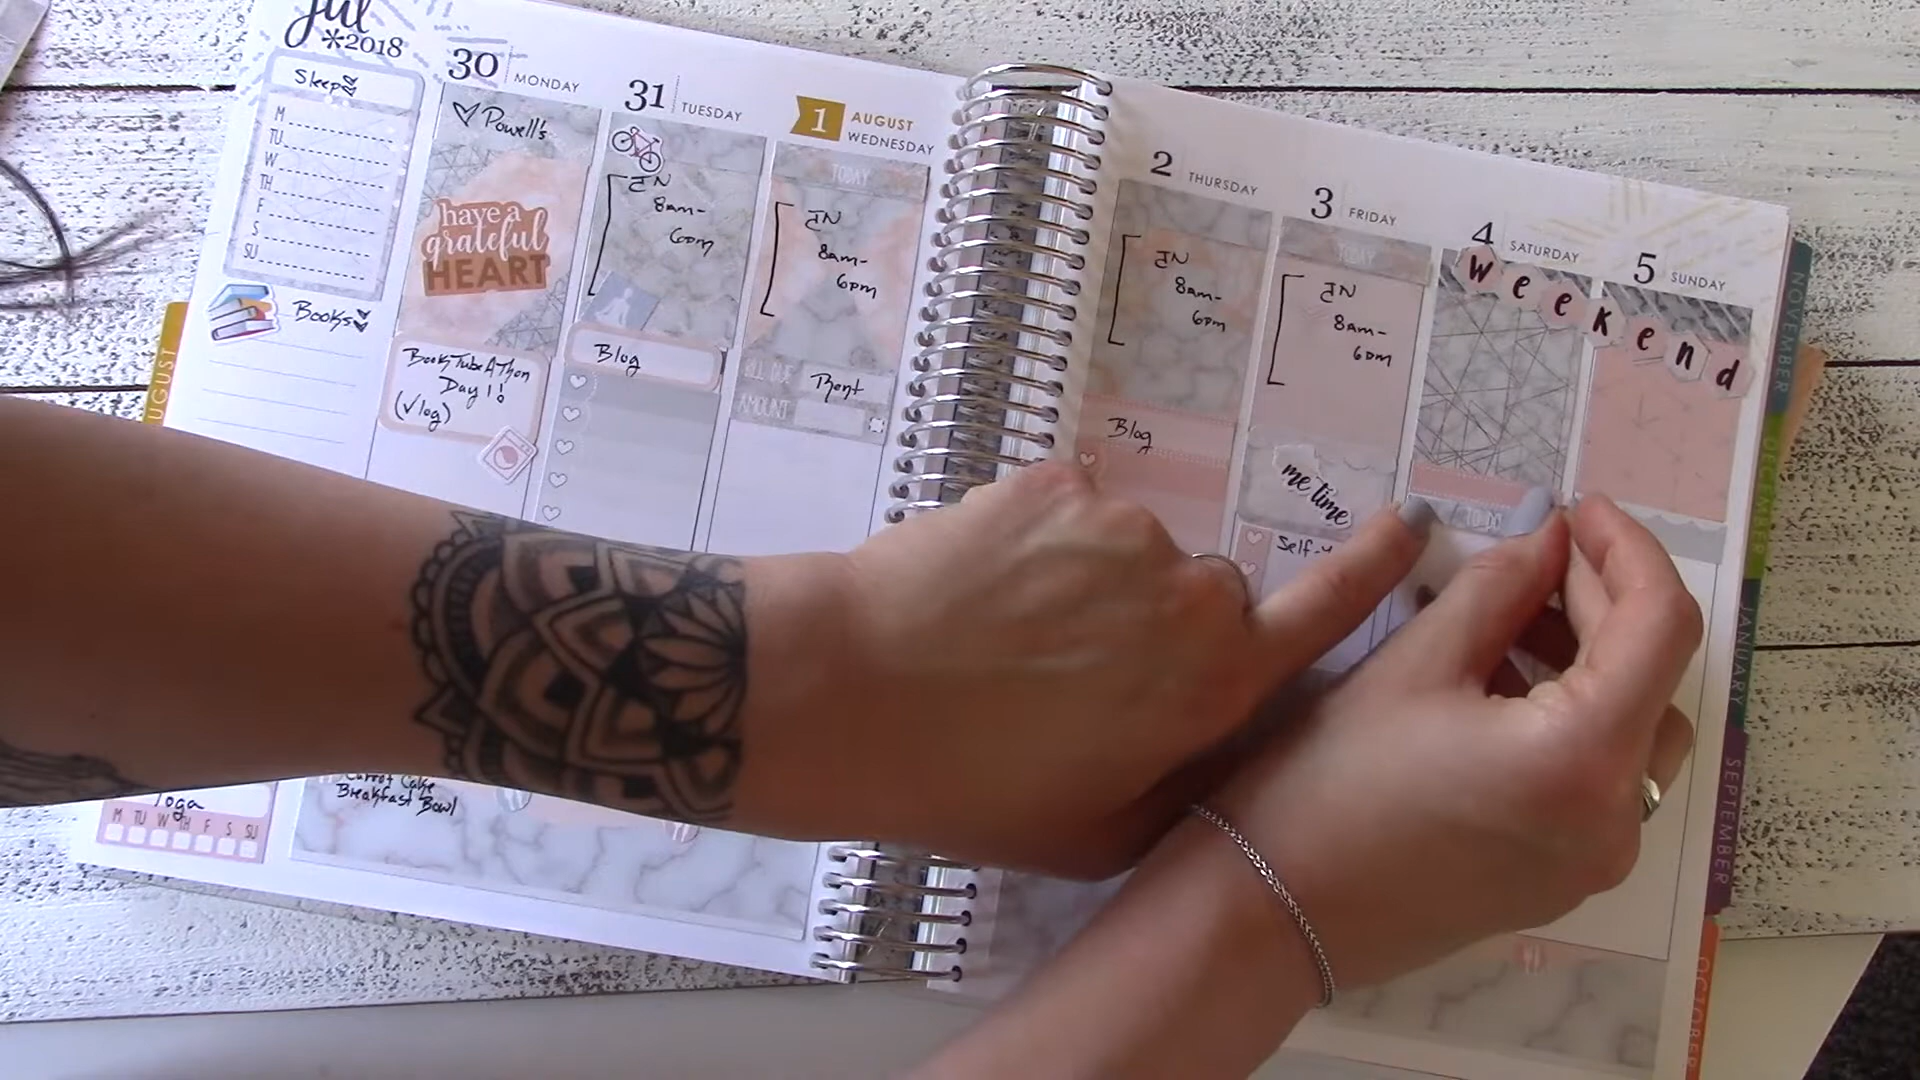 Jul
*2018
Sleep
M
TU
W
TH
F
S
SU
Books
30 MONDAY
Powell's
have a
grateful
HEART
BookTubeAThon
Day 1!
(Vlog)
31 TUESDAY
8am-
6pm
Blog
1 AUGUST
WEDNESDAY
TODAY
8am-
6pm
BILL DUE Rent
AMOUNT
2 THURSDAY
8am-
6pm
Blog
3 FRIDAY
TODAY
8am-
6pm
me time
4 SATURDAY
5 SUNDAY
Weekend
TO DO
Carrot Cake
Breakfast Bowl
Yoga
M TU W TH F S SU
AUGUST
NOVEMBER
DECEMBER
JANUARY
SEPTEMBER
OCTOBER